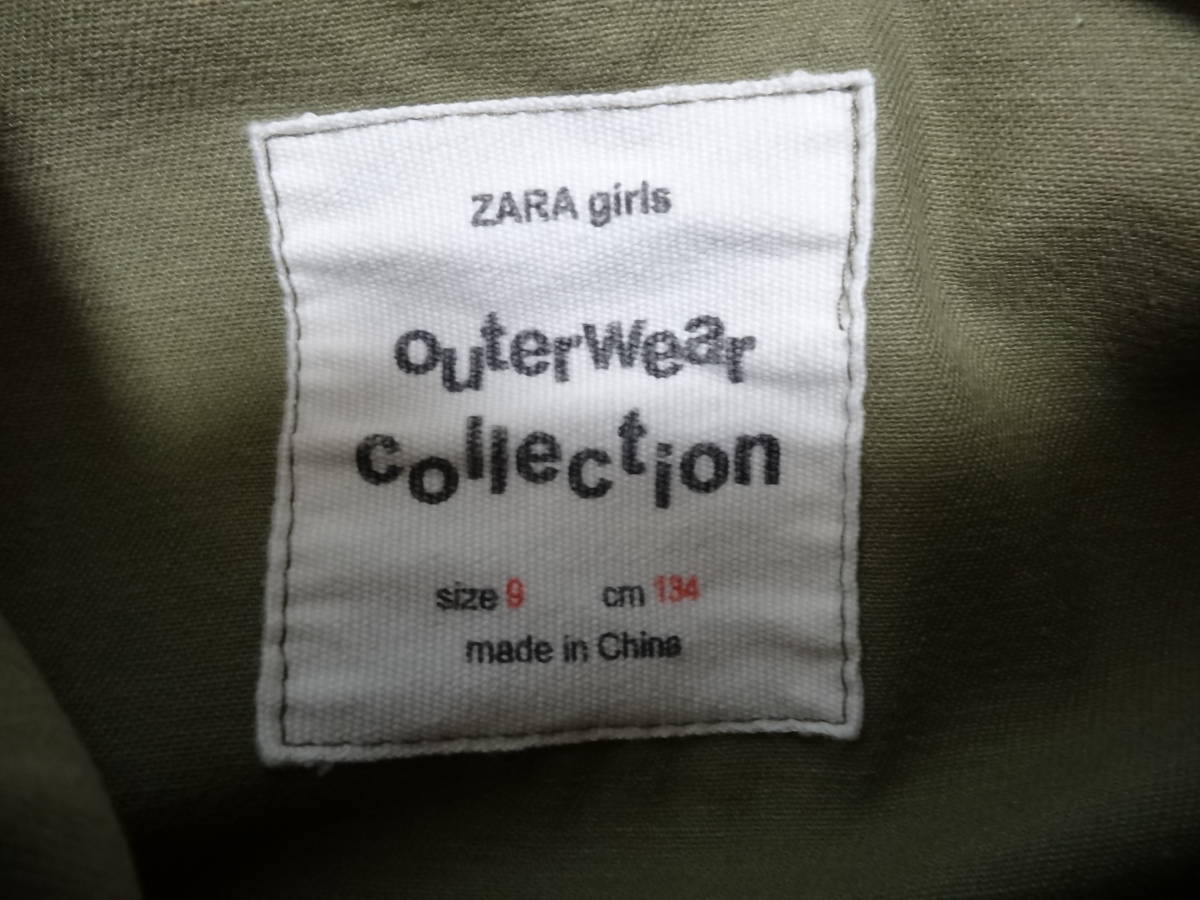 ZARA girls
outerwear
collection
size 9 cm 134
made in China